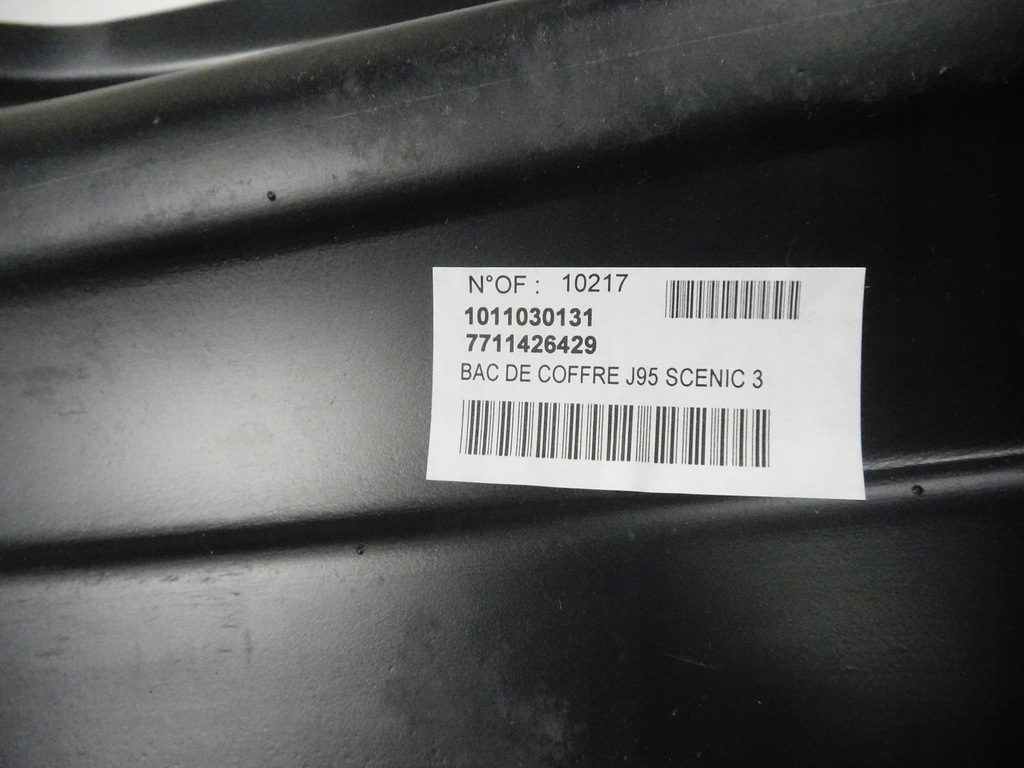 N°OF : 10217
1011030131
7711426429
BAC DE COFFRE J95 SCENIC 3